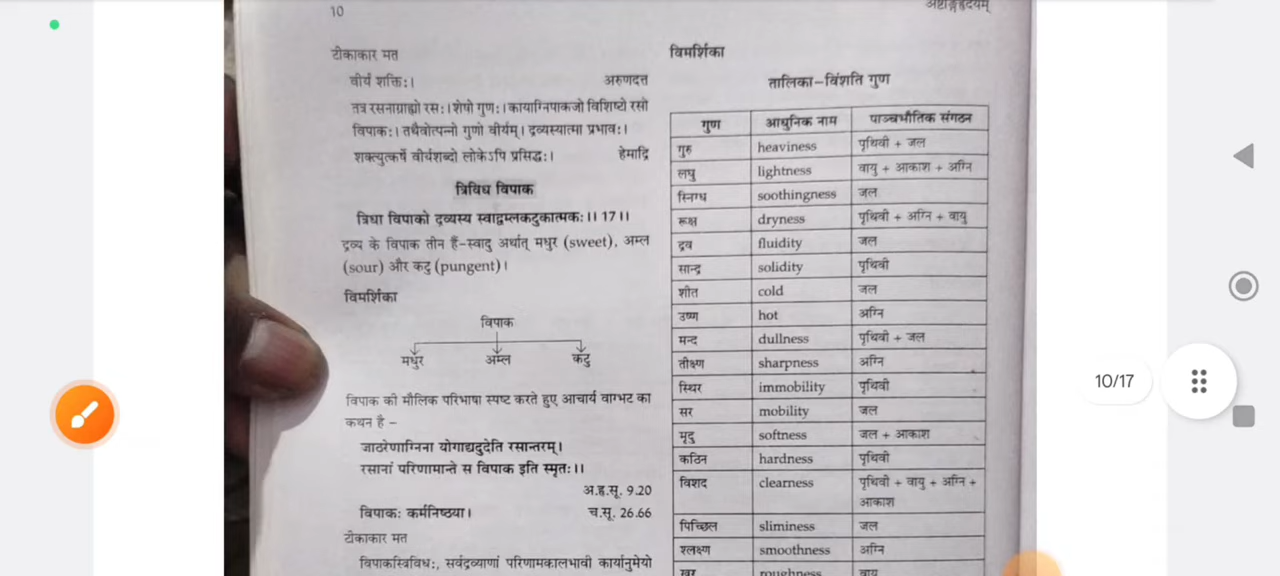 10
अष्टाङ्गहृदयम्
टीकाकार मत
वीर्य शक्तिः। अरुणदत्त
तत्र रसनाग्राह्यो रसः। शेषो गुणः। कायाग्निपाकजो विशिष्टो रसो
विपाकः। तथैवोत्पन्नो गुणो वीर्यम्। द्रव्यस्यात्मा प्रभावः।
शक्त्युत्कर्षे वीर्यशब्दो लोकेऽपि प्रसिद्धः। हेमाद्रि
त्रिविध विपाक
त्रिधा विपाको द्रव्यस्य स्वाद्वम्लकटुकात्मकः।। 17।।
द्रव्य के विपाक तीन हैं-स्वादु अर्थात् मधुर (sweet), अम्ल
(sour) और कटु (pungent)।
विमर्शिका
विपाक
मधुर अम्ल कटु
विपाक की मौलिक परिभाषा स्पष्ट करते हुए आचार्य वाग्भट का
कथन है -
जाठरेणाग्निना योगाद्यदुदेति रसान्तरम्।
रसानां परिणामान्ते स विपाक इति स्मृतः।।
अ.ह.सू. 9.20
विपाकः कर्मनिष्ठया। च.सू. 26.66
टीकाकार मत
विपाकस्त्रिविधः, सर्वद्रव्याणां परिणामकालभावी कार्यानुमेयो
विमर्शिका
तालिका-विंशति गुण
गुण आधुनिक नाम पाञ्चभौतिक संगठन
गुरु heaviness पृथिवी + जल
लघु lightness वायु + आकाश + अग्नि
स्निग्ध soothingness जल
रूक्ष dryness पृथिवी + अग्नि + वायु
द्रव fluidity जल
सान्द्र solidity पृथिवी
शीत cold जल
उष्ण hot अग्नि
मन्द dullness पृथिवी + जल
तीक्ष्ण sharpness अग्नि
स्थिर immobility पृथिवी
सर mobility जल
मृदु softness जल + आकाश
कठिन hardness पृथिवी
विशद clearness पृथिवी + वायु + अग्नि +
आकाश
पिच्छिल sliminess जल
श्लक्ष्ण smoothness अग्नि
खर roughness वायु
10/17